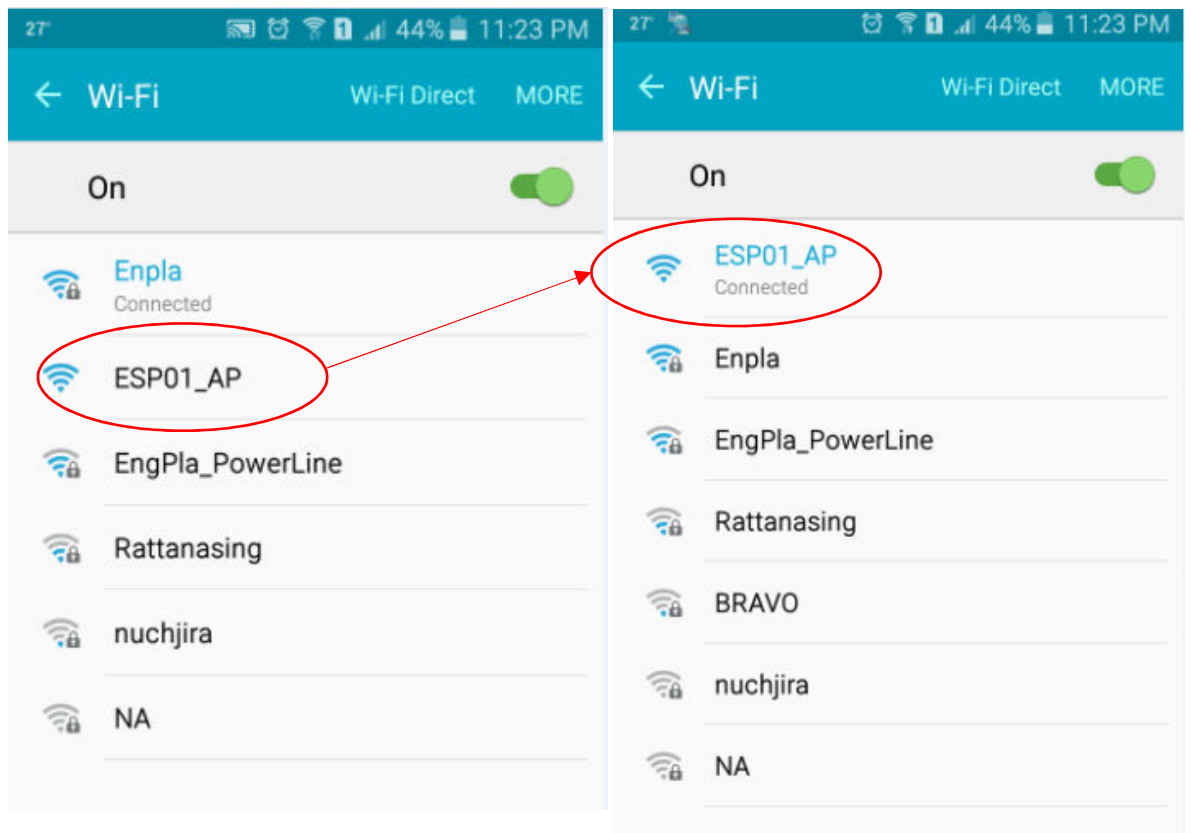 27°
1
44%
11:23 PM
Wi-Fi
Wi-Fi Direct
MORE
On
Enpla
Connected
ESP01_AP
EngPla_PowerLine
Rattanasing
nuchjira
NA
27°
1
44%
11:23 PM
Wi-Fi
Wi-Fi Direct
MORE
On
ESP01_AP
Connected
Enpla
EngPla_PowerLine
Rattanasing
BRAVO
nuchjira
NA